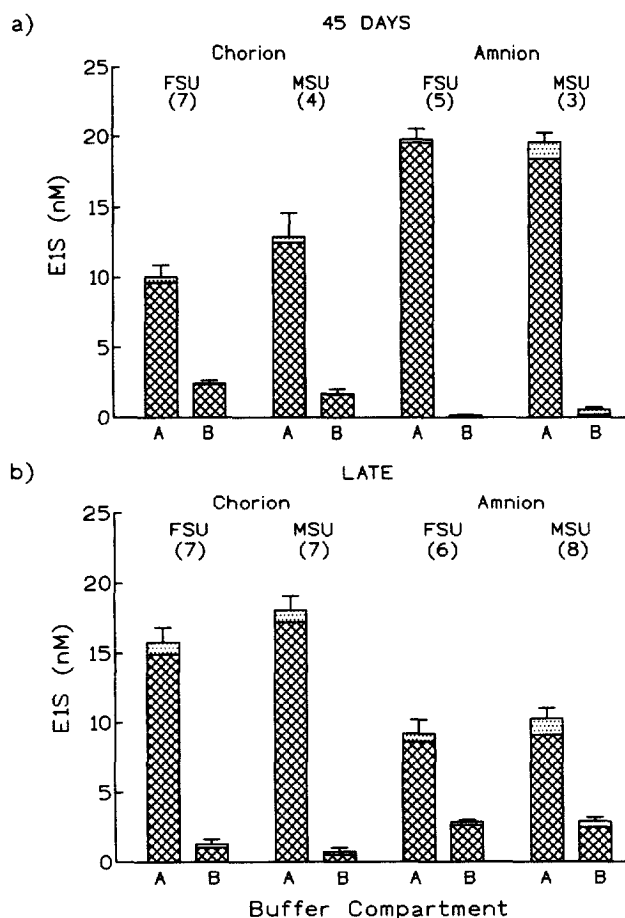 a)
45 DAYS
Chorion Amnion
FSU MSU FSU MSU
(7) (4) (5) (3)
25
20
15
10
5
0
E1S (nM)
A B A B A B A B
b)
LATE
Chorion Amnion
FSU MSU FSU MSU
(7) (7) (6) (8)
25
20
15
10
5
0
E1S (nM)
A B A B A B A B
Buffer Compartment